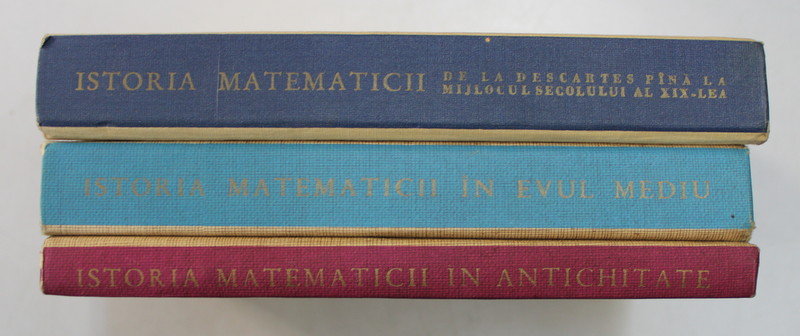 ISTORIA MATEMATICII DE LA DESCARTES PÎNĂ LA
MIJLOCUL SECOLULUI AL XIX-LEA
ISTORIA MATEMATICII ÎN EVUL MEDIU
ISTORIA MATEMATICII ÎN ANTICHITATE